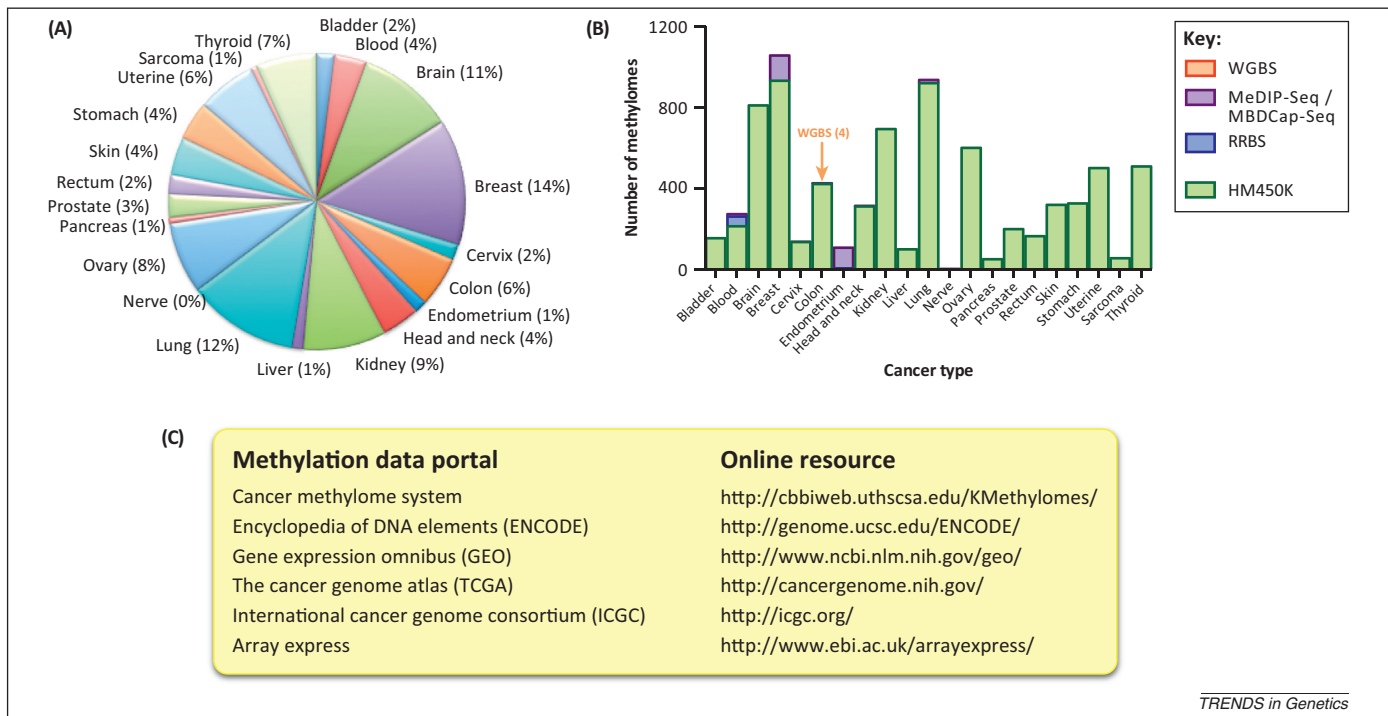 (A)
Bladder (2%)
Blood (4%)
Brain (11%)
Breast (14%)
Cervix (2%)
Colon (6%)
Endometrium (1%)
Head and neck (4%)
Kidney (9%)
Liver (1%)
Lung (12%)
Nerve (0%)
Ovary (8%)
Pancreas (1%)
Prostate (3%)
Rectum (2%)
Skin (4%)
Stomach (4%)
Uterine (6%)
Sarcoma (1%)
Thyroid (7%)
(B)
Number of methylomes
1200
800
400
0
WGBS (4)
Bladder
Blood
Brain
Breast
Cervix
Colon
Endometrium
Head and neck
Kidney
Liver
Lung
Nerve
Ovary
Pancreas
Prostate
Rectum
Skin
Stomach
Uterine
Sarcoma
Thyroid
Cancer type
Key:
WGBS
MeDIP-Seq /
MBDCap-Seq
RRBS
HM450K
(C)
Methylation data portal Online resource
Cancer methylome system http://cbbiweb.uthscsa.edu/KMethylomes/
Encyclopedia of DNA elements (ENCODE) http://genome.ucsc.edu/ENCODE/
Gene expression omnibus (GEO) http://www.ncbi.nlm.nih.gov/geo/
The cancer genome atlas (TCGA) http://cancergenome.nih.gov/
International cancer genome consortium (ICGC) http://icgc.org/
Array express http://www.ebi.ac.uk/arrayexpress/
TRENDS in Genetics